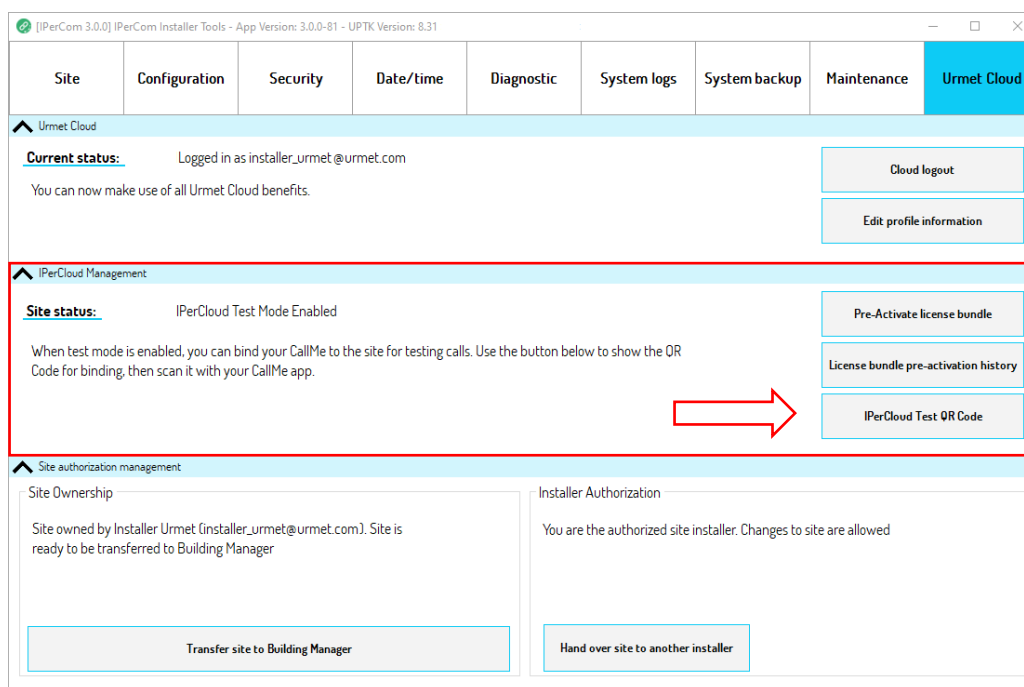 [IPerCom 3.0.0] IPerCom Installer Tools - App Version: 3.0.0-81 - UPTK Version: 8.31
Site Configuration Security Date/time Diagnostic System logs System backup Maintenance Urmet Cloud
Urmet Cloud
Current status: Logged in as installer_urmet@urmet.com
Cloud logout
You can now make use of all Urmet Cloud benefits.
Edit profile information
IPerCloud Management
Site status: IPerCloud Test Mode Enabled
Pre-Activate license bundle
When test mode is enabled, you can bind your CallMe to the site for testing calls. Use the button below to show the QR
Code for binding, then scan it with your CallMe app.
License bundle pre-activation history
IPerCloud Test QR Code
Site authorization management
Site Ownership
Site owned by Installer Urmet (installer_urmet@urmet.com). Site is
ready to be transferred to Building Manager
Transfer site to Building Manager
Installer Authorization
You are the authorized site installer. Changes to site are allowed
Hand over site to another installer